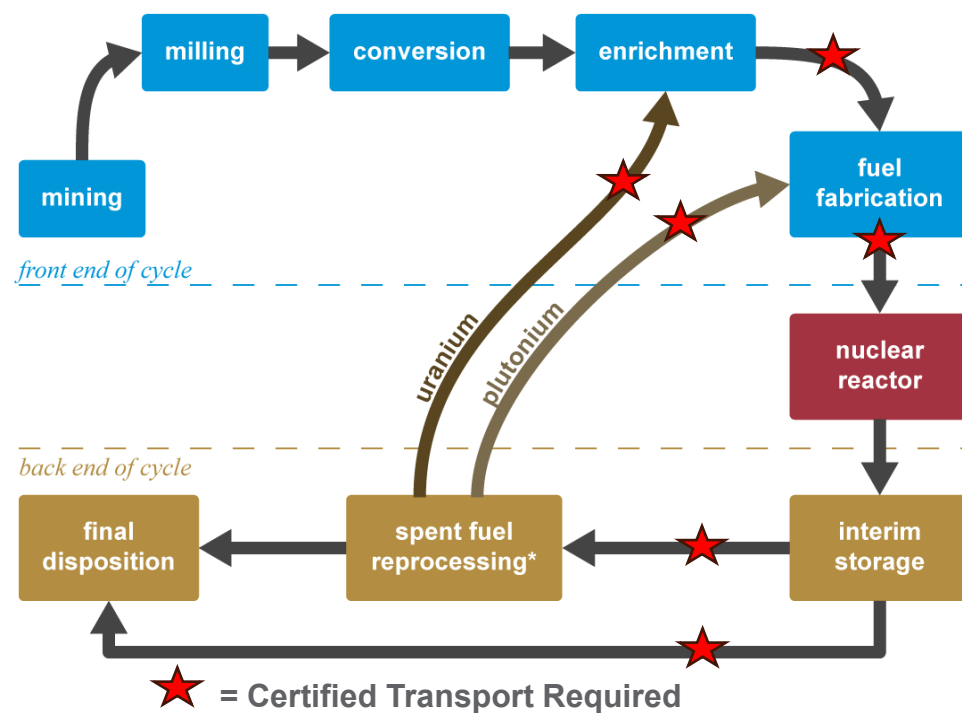 milling
conversion
enrichment
mining
fuel
fabrication
front end of cycle
uranium
plutonium
nuclear
reactor
back end of cycle
final
disposition
spent fuel
reprocessing*
interim
storage
= Certified Transport Required